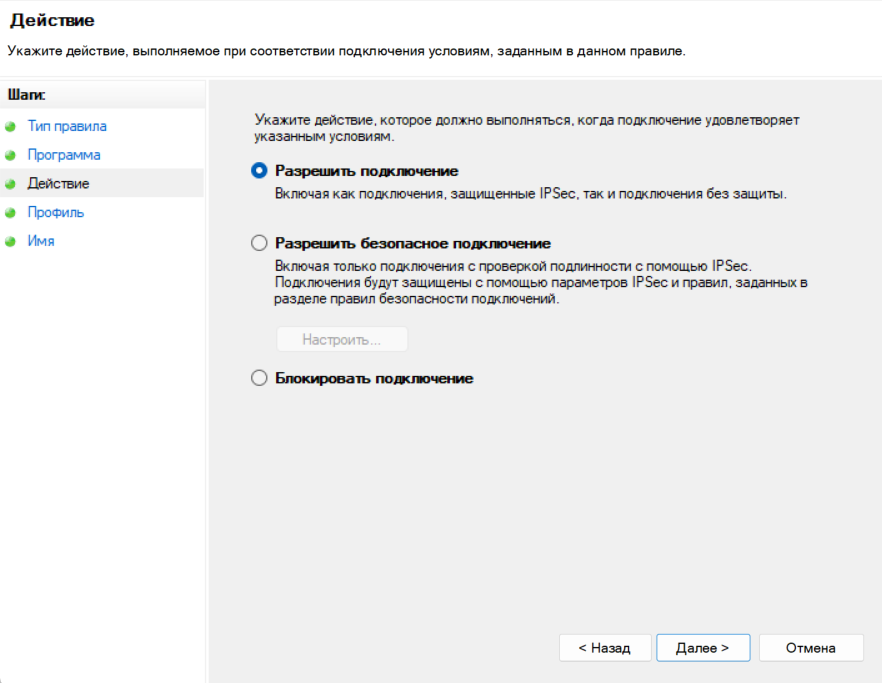 Действие
Укажите действие, выполняемое при соответствии подключения условиям, заданным в данном правиле.
Шаги:
Тип правила
Программа
Действие
Профиль
Имя
Укажите действие, которое должно выполняться, когда подключение удовлетворяет
указанным условиям.
Разрешить подключение
Включая как подключения, защищенные IPSec, так и подключения без защиты.
Разрешить безопасное подключение
Включая только подключения с проверкой подлинности с помощью IPSec.
Подключения будут защищены с помощью параметров IPSec и правил, заданных в
разделе правил безопасности подключений.
Настроить...
Блокировать подключение
< Назад
Далее >
Отмена